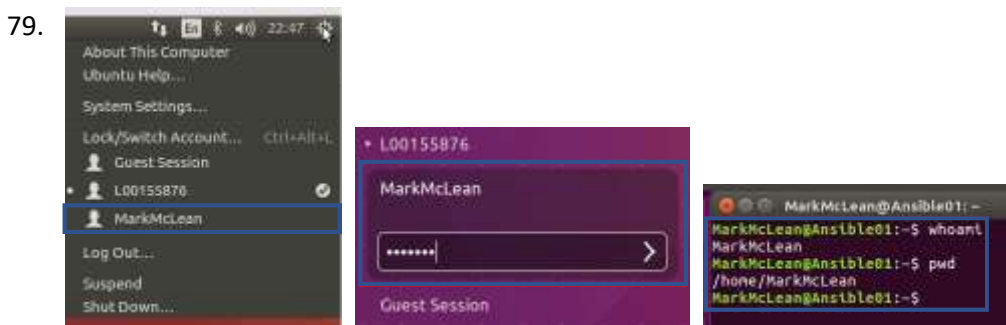 79.
En 22:47
About This Computer
Ubuntu Help...
System Settings...
Lock/Switch Account... Ctrl+Alt+L
Guest Session
L00155876
MarkMcLean
Log Out...
Suspend
Shut Down...
L00155876
MarkMcLean
•••••••
Guest Session
MarkMcLean@Ansible01: ~
MarkMcLean@Ansible01:~$ whoami
MarkMcLean
MarkMcLean@Ansible01:~$ pwd
/home/MarkMcLean
MarkMcLean@Ansible01:~$